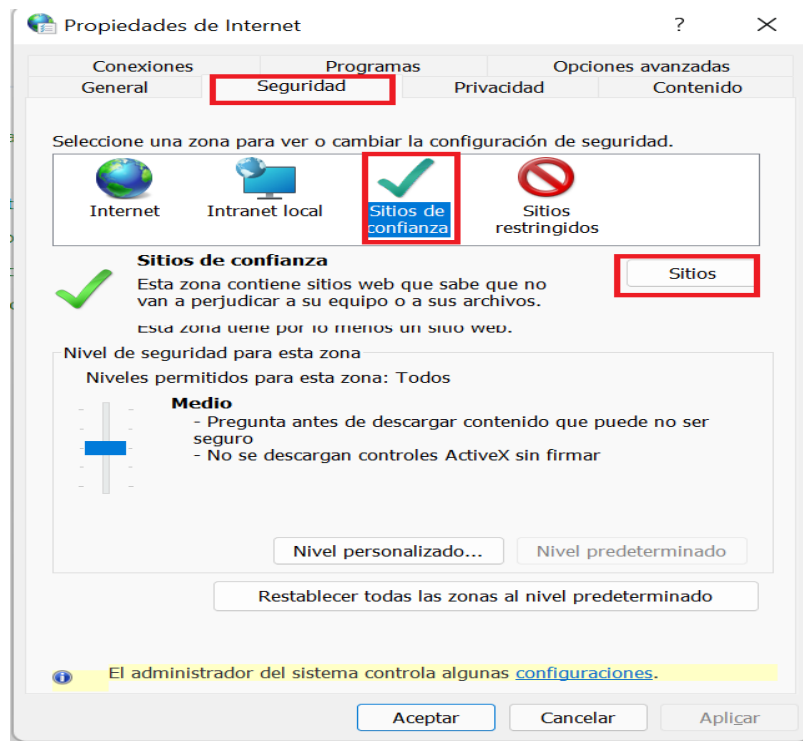 Propiedades de Internet ? ×
Conexiones Programas Opciones avanzadas
General Seguridad Privacidad Contenido
Seleccione una zona para ver o cambiar la configuración de seguridad.
Internet Intranet local Sitios de confianza Sitios restringidos
Sitios de confianza
Sitios
Esta zona contiene sitios web que sabe que no
van a perjudicar a su equipo o a sus archivos.
Esta zona tiene por lo menos un sitio web.
Nivel de seguridad para esta zona
Niveles permitidos para esta zona: Todos
Medio
- Pregunta antes de descargar contenido que puede no ser
seguro
- No se descargan controles ActiveX sin firmar
Nivel personalizado... Nivel predeterminado
Restablecer todas las zonas al nivel predeterminado
El administrador del sistema controla algunas configuraciones.
Aceptar Cancelar Aplicar